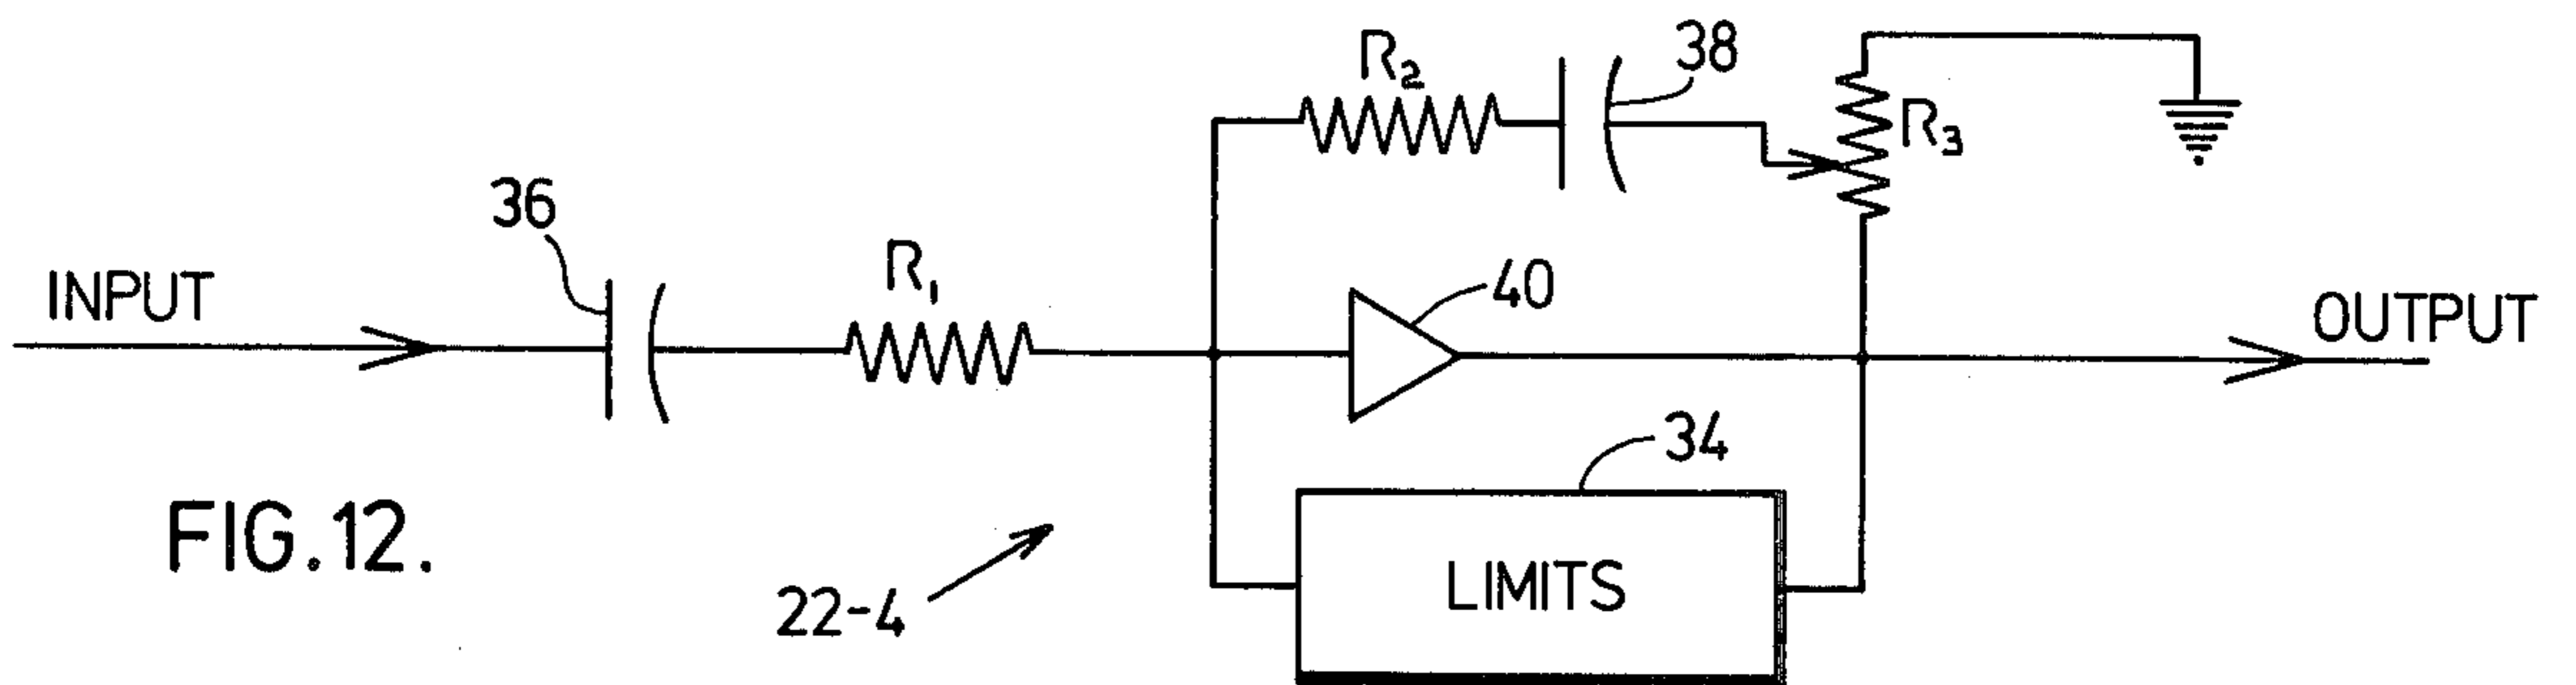 R₂
38
R₃
36
R₁
INPUT
40
OUTPUT
34
FIG.12.
LIMITS
22-4